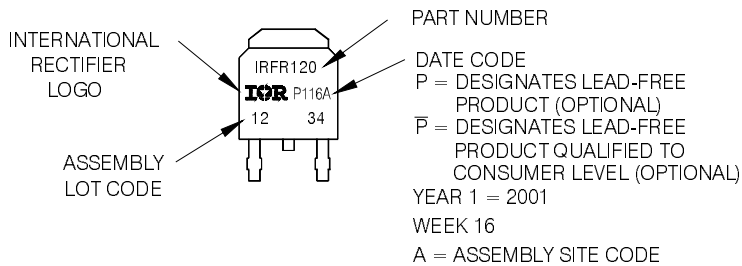 INTERNATIONAL
RECTIFIER
LOGO
ASSEMBLY
LOT CODE
IRFR120
IOR P116A
12 34
PART NUMBER
DATE CODE
P = DESIGNATES LEAD-FREE
PRODUCT (OPTIONAL)
P̅ = DESIGNATES LEAD-FREE
PRODUCT QUALIFIED TO
CONSUMER LEVEL (OPTIONAL)
YEAR 1 = 2001
WEEK 16
A = ASSEMBLY SITE CODE